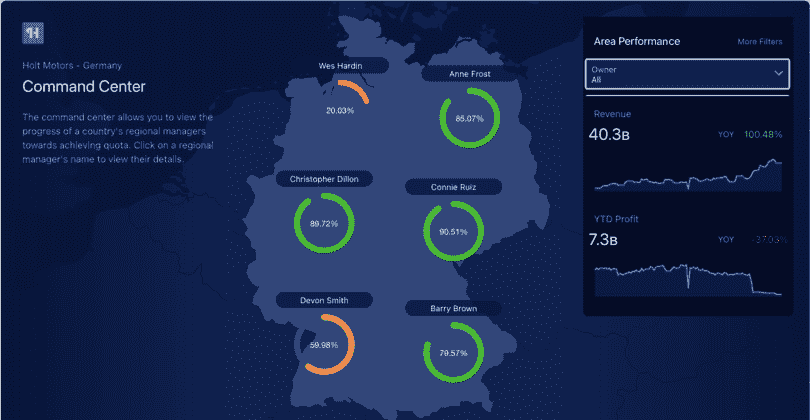 Holt Motors - Germany
Command Center
The command center allows you to view the
progress of a country's regional managers
towards achieving quota. Click on a regional
manager's name to view their details.
Wes Hardin
20.03%
Anne Frost
85.07%
Christopher Dillon
89.72%
Connie Ruiz
90.51%
Devon Smith
59.98%
Barry Brown
79.57%
Area Performance
More Filters
Owner
All
Revenue
40.3B
YOY
100.48%
YTD Profit
7.3B
YOY